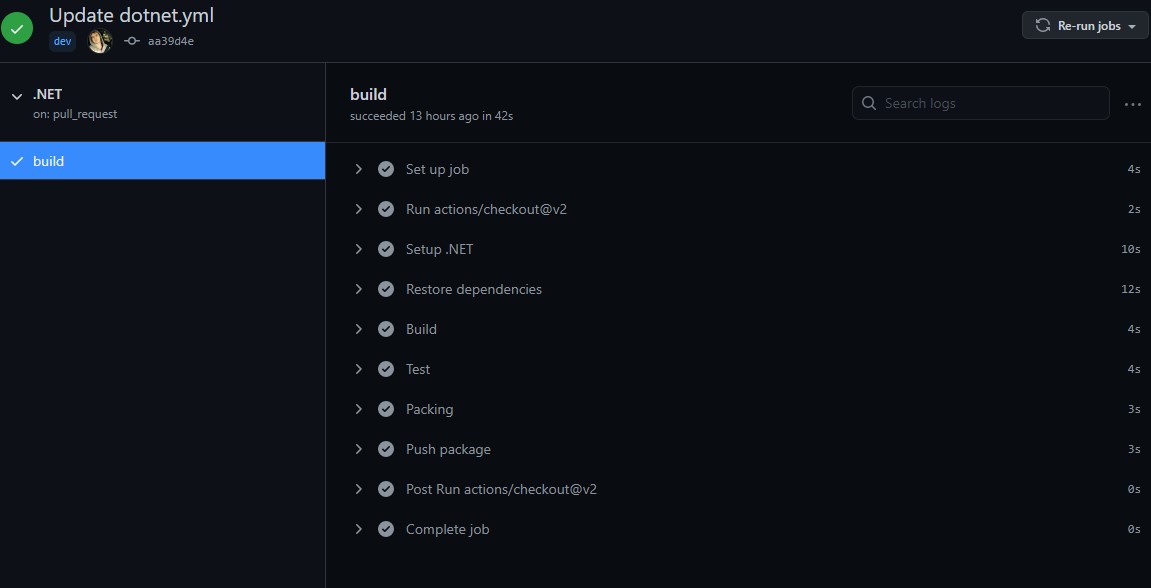 Update dotnet.yml
dev aa39d4e
Re-run jobs
.NET
on: pull_request
build
build
succeeded 13 hours ago in 42s
Search logs
Set up job 4s
Run actions/checkout@v2 2s
Setup .NET 10s
Restore dependencies 12s
Build 4s
Test 4s
Packing 3s
Push package 3s
Post Run actions/checkout@v2 0s
Complete job 0s